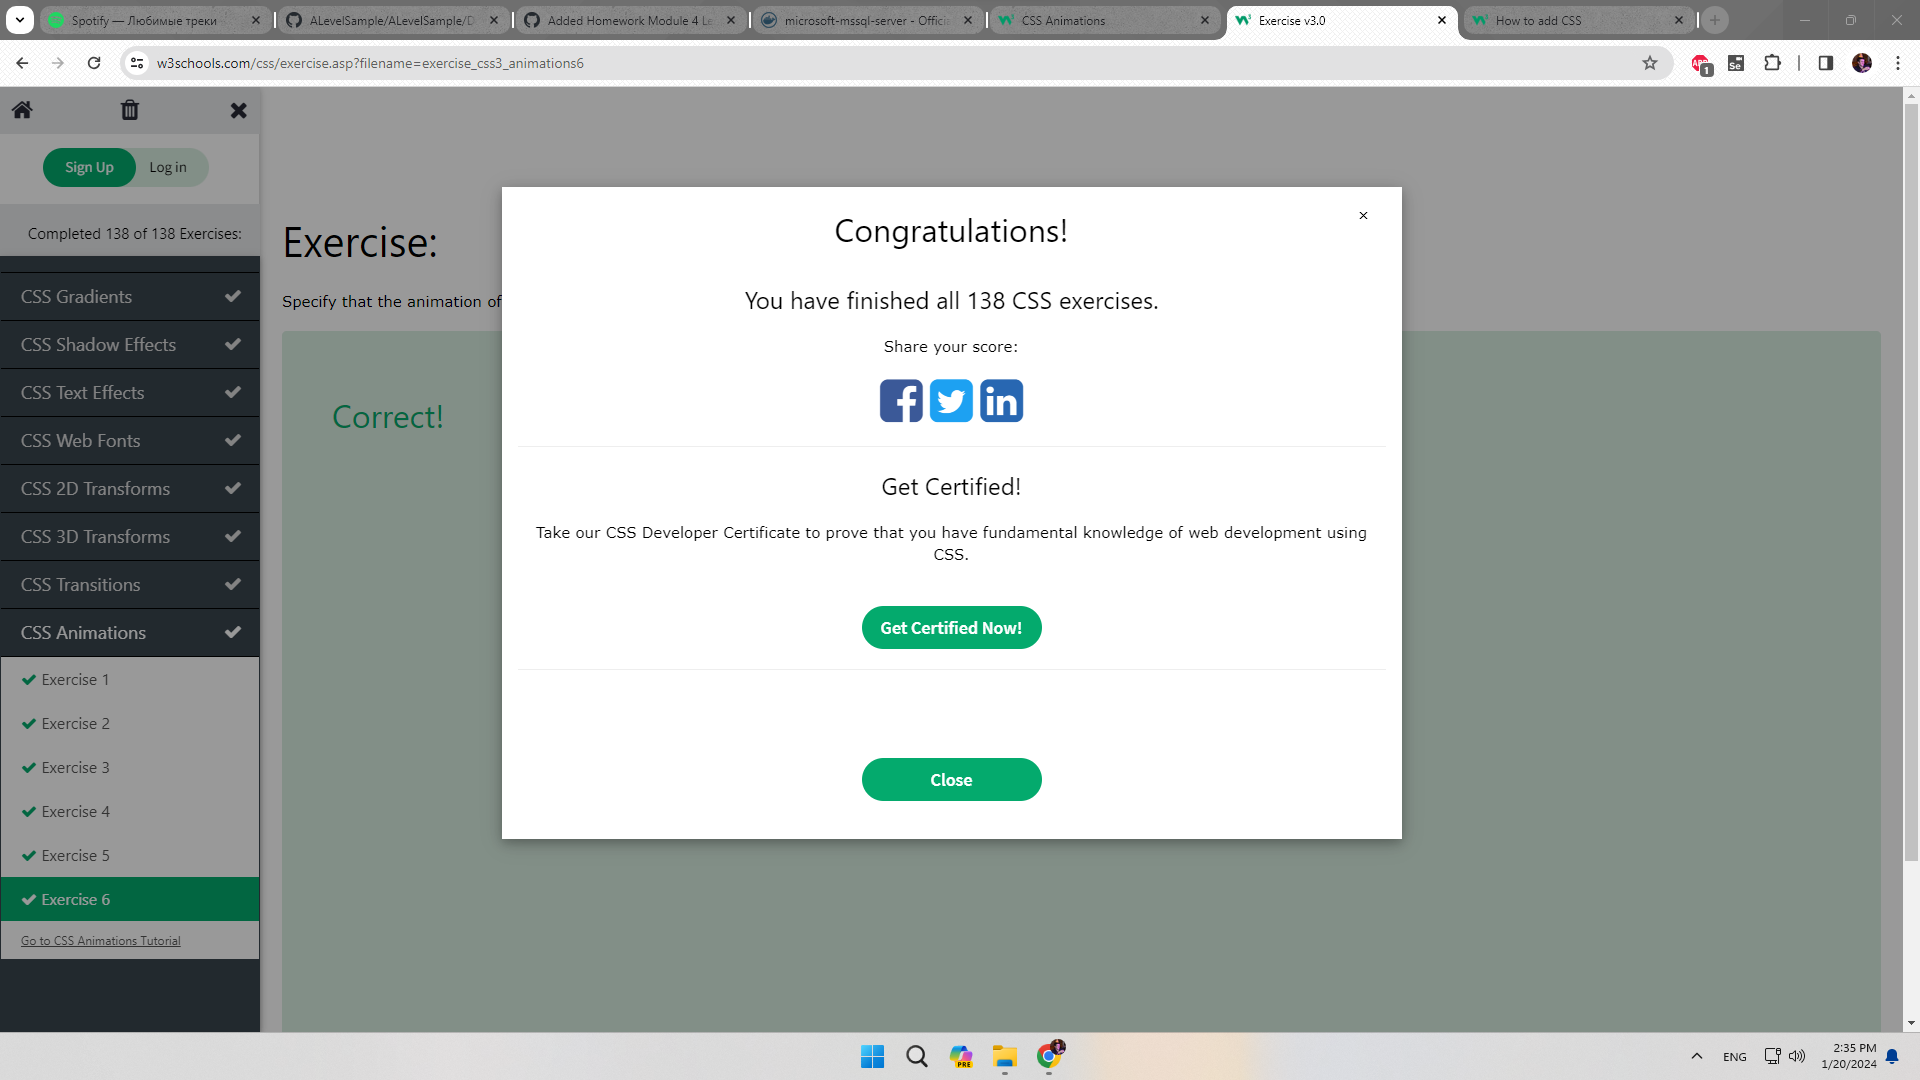 Spotify — Любимые треки
ALevelSample/ALevelSample/D
Added Homework Module 4 Le
microsoft-mssql-server - Officia
CSS Animations
Exercise v3.0
How to add CSS
w3schools.com/css/exercise.asp?filename=exercise_css3_animations6
ABP
1
Se
Sign Up
Log in
Completed 138 of 138 Exercises:
CSS Gradients
CSS Shadow Effects
CSS Text Effects
CSS Web Fonts
CSS 2D Transforms
CSS 3D Transforms
CSS Transitions
CSS Animations
Exercise 1
Exercise 2
Exercise 3
Exercise 4
Exercise 5
Exercise 6
Go to CSS Animations Tutorial
Exercise:
Specify that the animation of
Correct!
×
Congratulations!
You have finished all 138 CSS exercises.
Share your score:
Get Certified!
Take our CSS Developer Certificate to prove that you have fundamental knowledge of web development using
CSS.
Get Certified Now!
Close
PRE
ENG
2:35 PM
1/20/2024